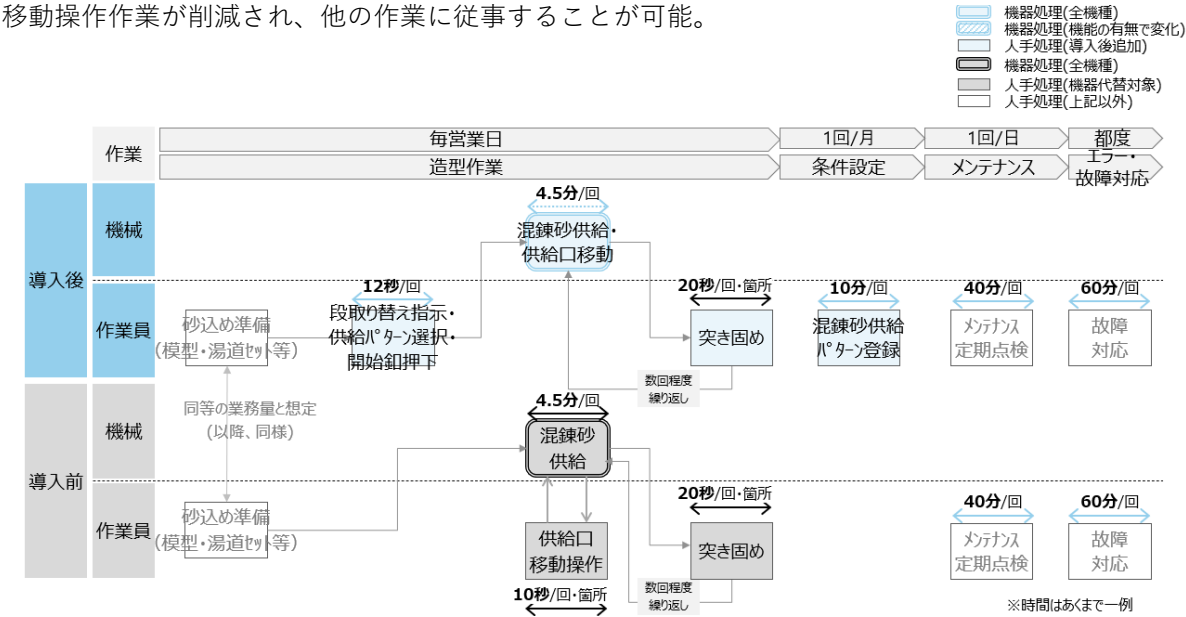 移動操作作業が削減され、他の作業に従事することが可能。
機器処理(全機種)
機器処理(機能の有無で変化)
人手処理(導入後追加)
機器処理(全機種)
人手処理(機器代替対象)
人手処理(上記以外)
作業
毎営業日
1回/月
1回/日
都度
造型作業
条件設定
メンテナンス
エラー・
故障対応
導入後
機械
4.5分/回
混錬砂供給・
供給口移動
作業員
砂込め準備
(模型・湯道セット等)
12秒/回
段取り替え指示・
供給パターン選択・
開始釦押下
20秒/回・箇所
突き固め
10分/回
混錬砂供給
パターン登録
40分/回
メンテナンス
定期点検
60分/回
故障
対応
数回程度
繰り返し
同等の業務量と想定
(以降、同様)
導入前
機械
4.5分/回
混錬砂
供給
作業員
砂込め準備
(模型・湯道セット等)
供給口
移動操作
10秒/回・箇所
20秒/回・箇所
突き固め
数回程度
繰り返し
40分/回
メンテナンス
定期点検
60分/回
故障
対応
※時間はあくまで一例